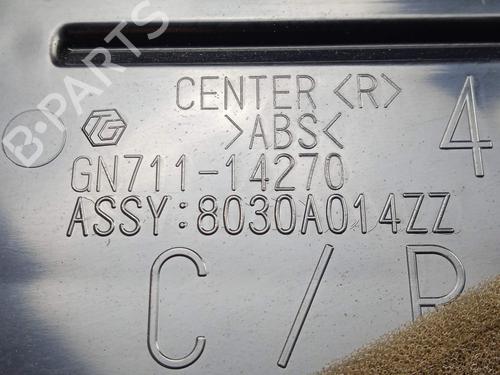 CENTER <R>
>ABS<
4
GN711-14270
ASSY:8030A014ZZ
C/R
B-PARTS